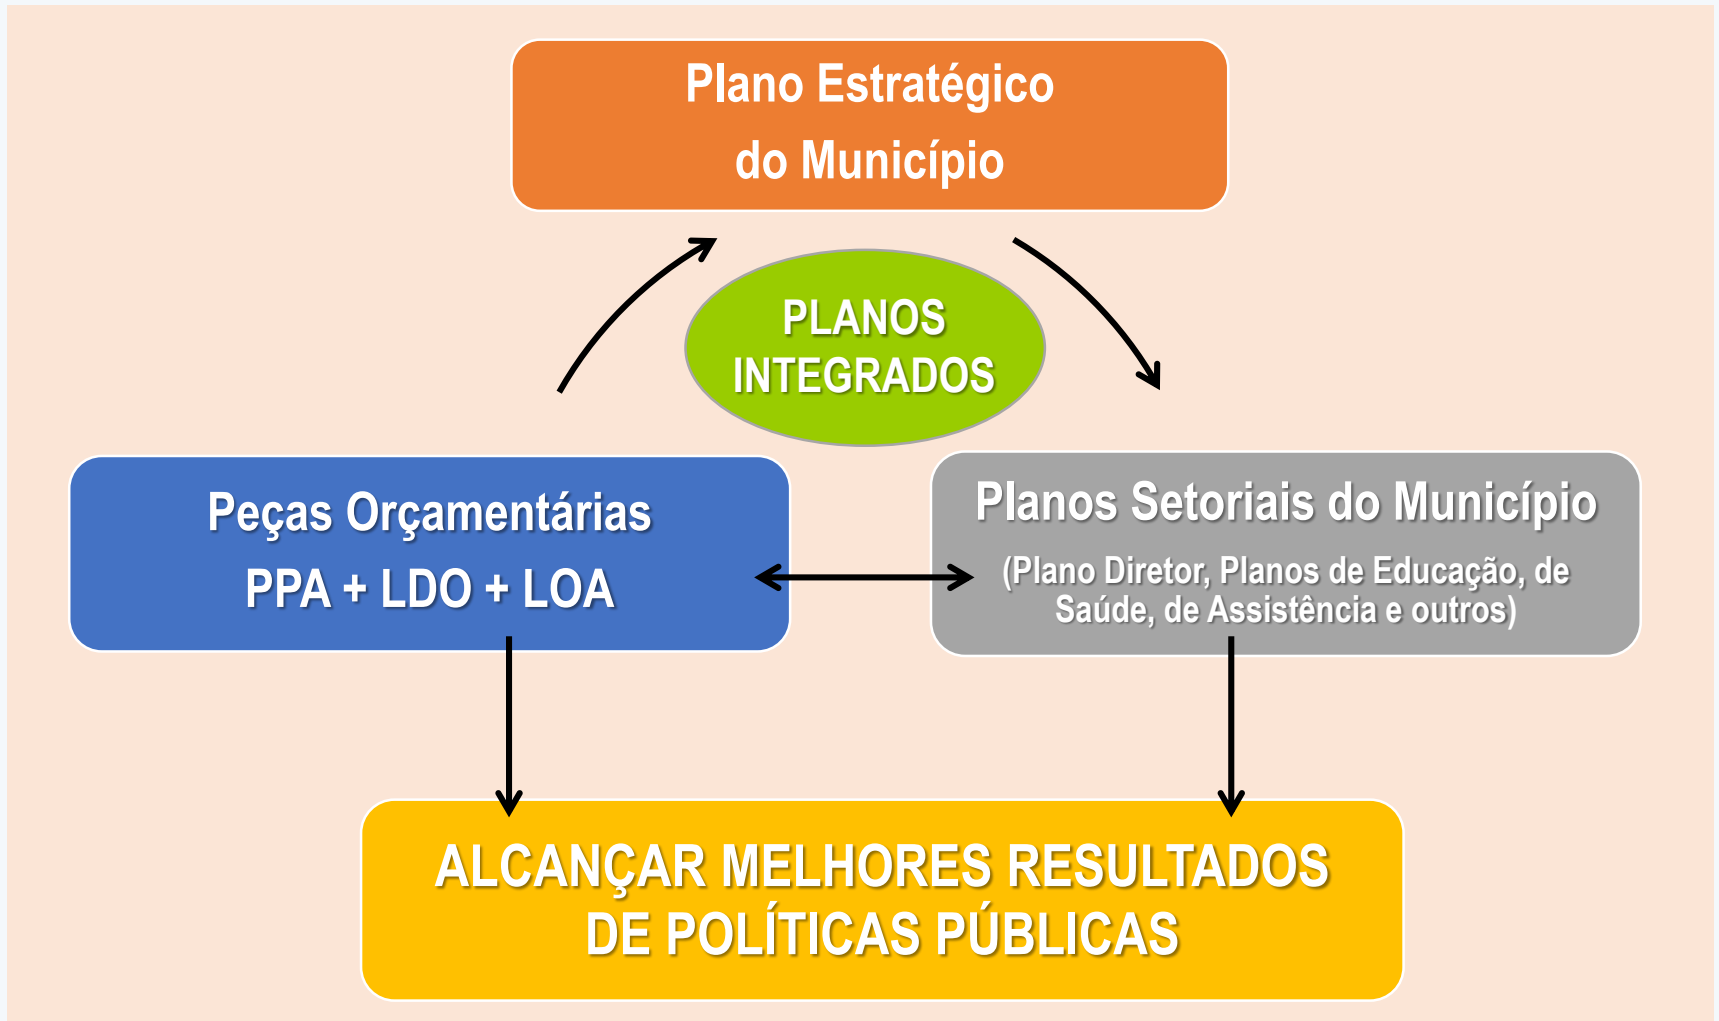 Plano Estratégico
do Município
PLANOS
INTEGRADOS
Peças Orçamentárias
PPA + LDO + LOA
Planos Setoriais do Município
(Plano Diretor, Planos de Educação, de
Saúde, de Assistência e outros)
ALCANÇAR MELHORES RESULTADOS
DE POLÍTICAS PÚBLICAS